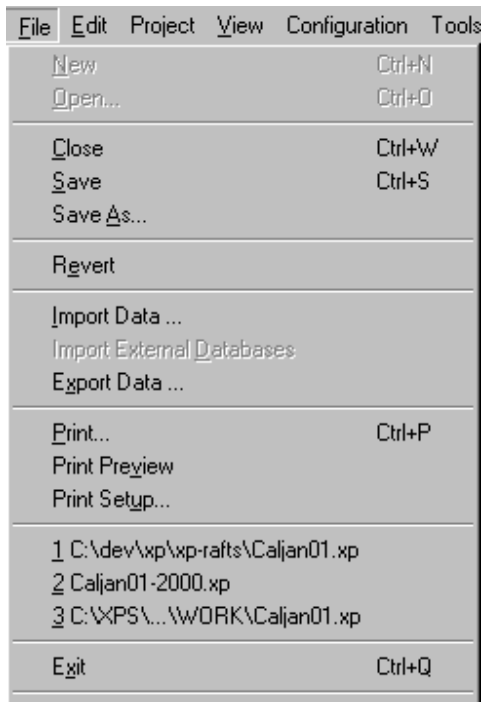 File Edit Project View Configuration Tools
New Ctrl+N
Open... Ctrl+O
Close Ctrl+W
Save Ctrl+S
Save As...
Revert
Import Data ...
Import External Databases
Export Data ...
Print... Ctrl+P
Print Preview
Print Setup...
1 C:\dev\xp\xp-rafts\Caljan01.xp
2 Caljan01-2000.xp
3 C:\XPS\...\WORK\Caljan01.xp
Exit Ctrl+Q